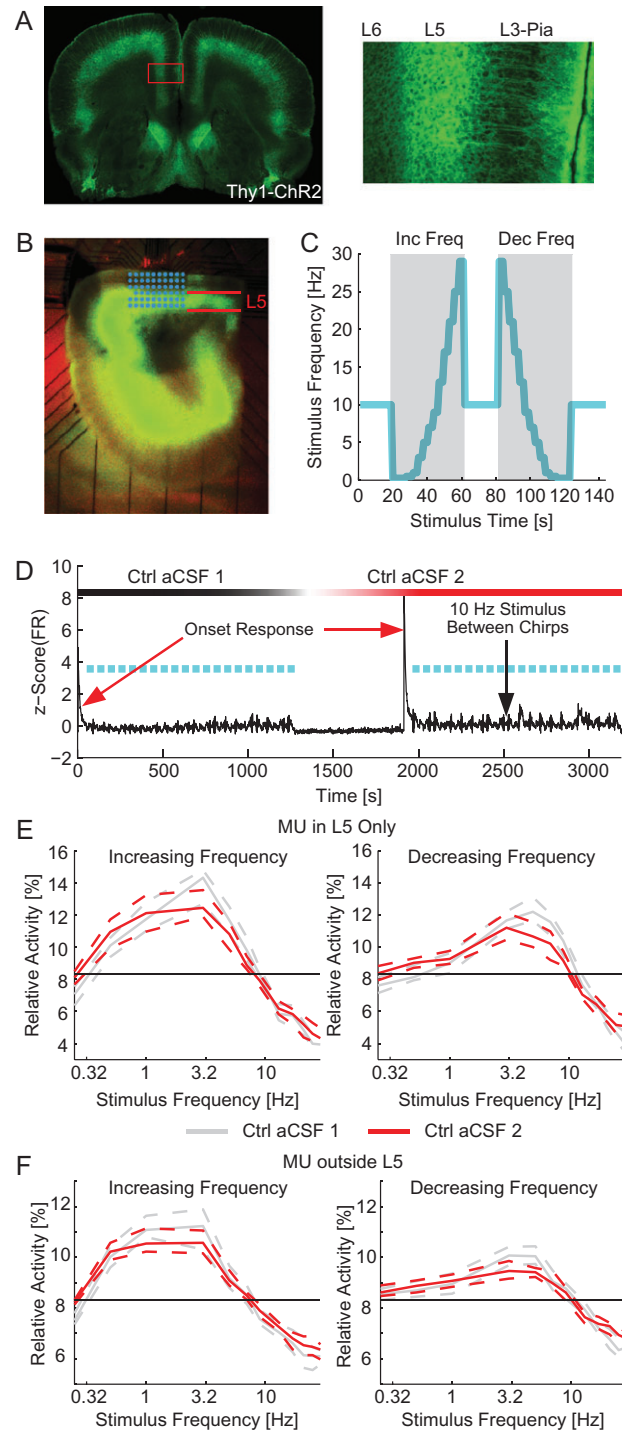 A
L6 L5 L3-Pia
Thy1-ChR2
B
L5
C
Inc Freq Dec Freq
30
25
20
15
10
5
0
Stimulus Frequency [Hz]
0 20 40 60 80 100 120 140
Stimulus Time [s]
D
Ctrl aCSF 1 Ctrl aCSF 2
10
8
6
4
2
0
−2
z−Score(FR)
Onset Response
10 Hz Stimulus
Between Chirps
0 500 1000 1500 2000 2500 3000
Time [s]
E
MU in L5 Only
Increasing Frequency
16
14
12
10
8
6
4
Relative Activity [%]
0.32 1 3.2 10
Stimulus Frequency [Hz]
Decreasing Frequency
16
14
12
10
8
6
4
Relative Activity [%]
0.32 1 3.2 10
Stimulus Frequency [Hz]
Ctrl aCSF 1 Ctrl aCSF 2
F
MU outside L5
Increasing Frequency
12
10
8
6
Relative Activity [%]
0.32 1 3.2 10
Stimulus Frequency [Hz]
Decreasing Frequency
12
10
8
6
Relative Activity [%]
0.32 1 3.2 10
Stimulus Frequency [Hz]